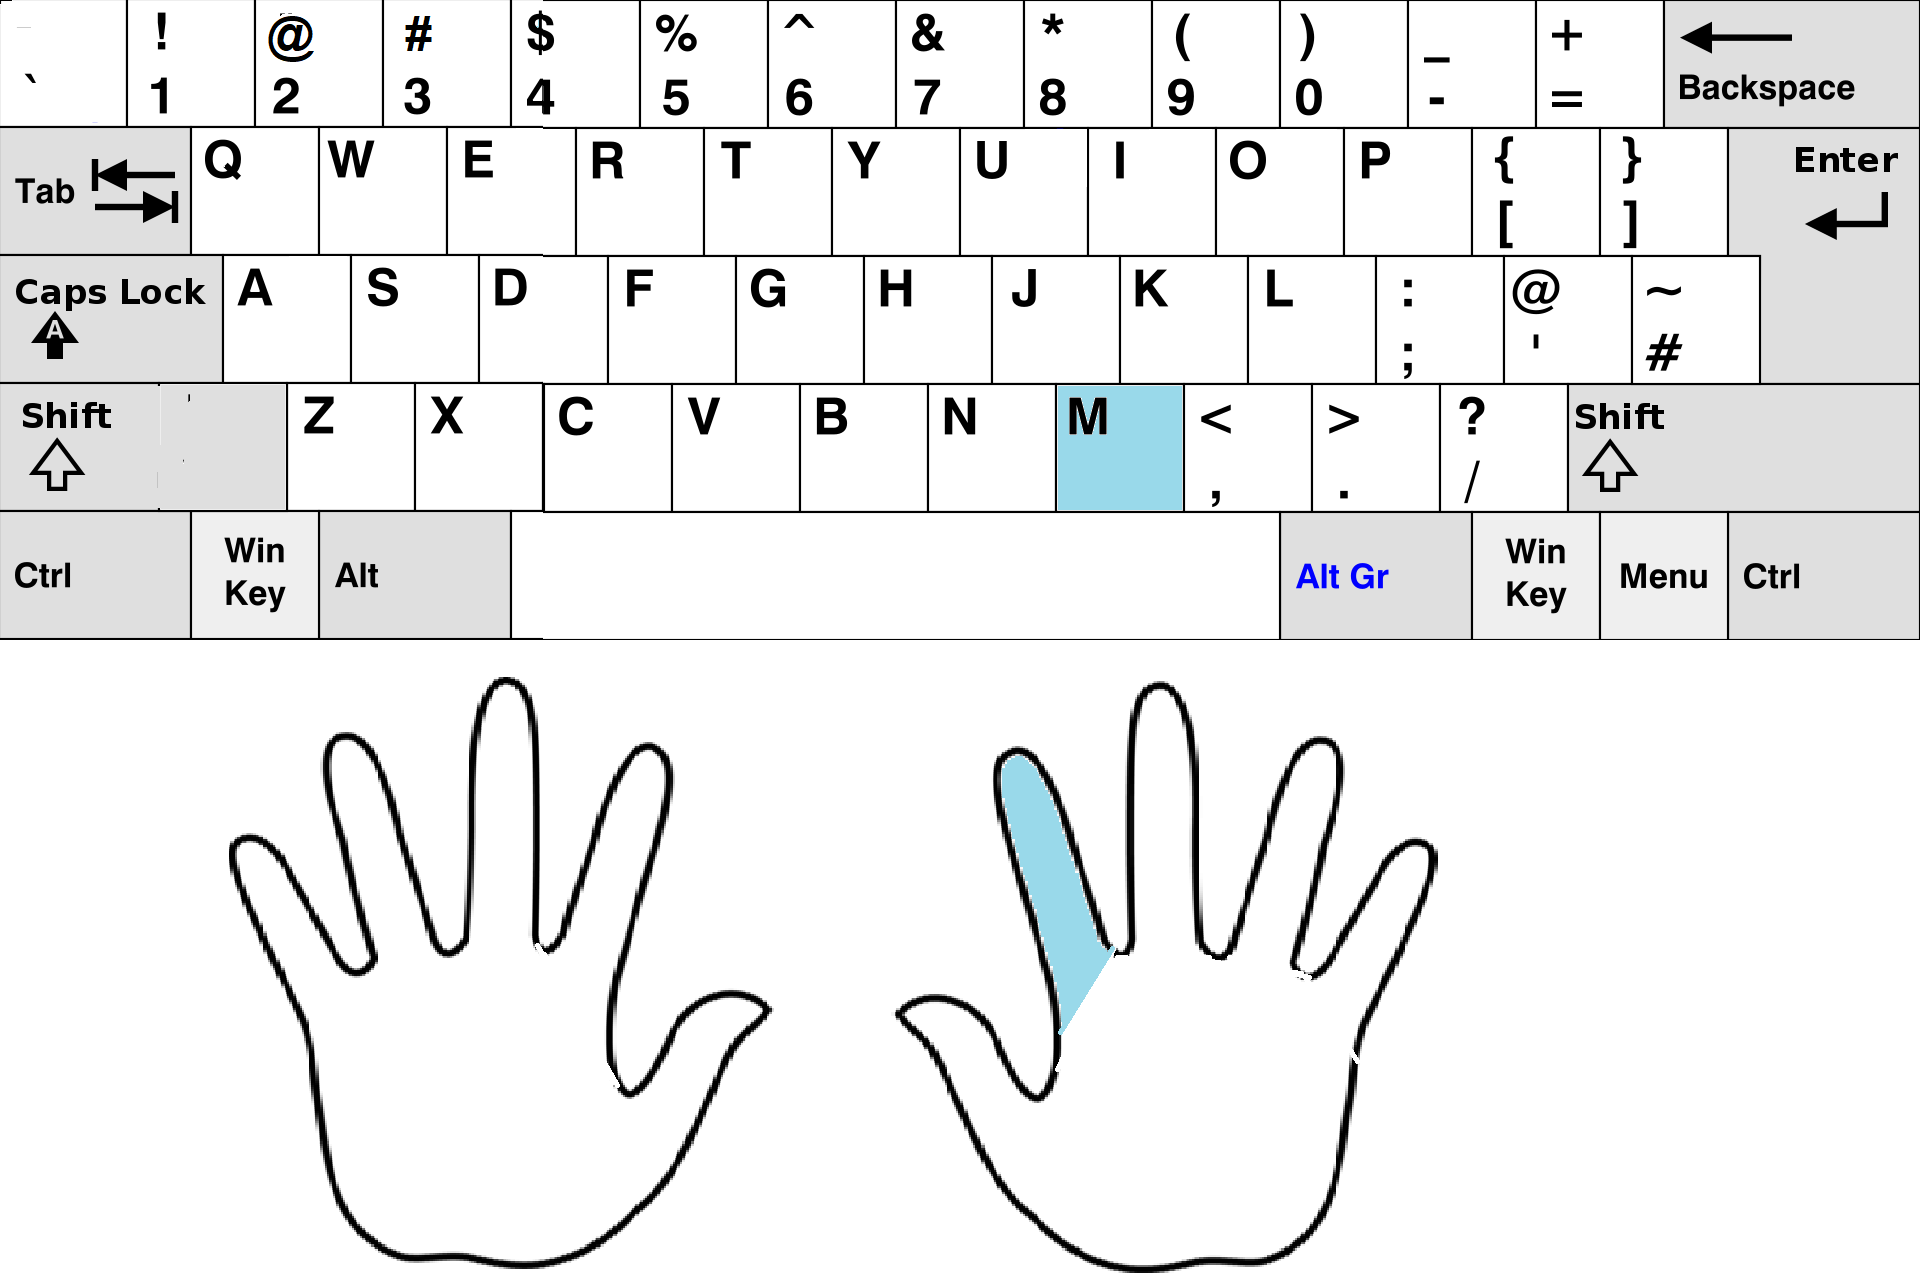 ! @ # $ % ^ & * ( ) _ +
` 1 2 3 4 5 6 7 8 9 0 - = Backspace
Tab Q W E R T Y U I O P { } Enter
[ ]
Caps Lock A S D F G H J K L : @ ~
A ; ' #
Shift Z X C V B N M < > ? Shift
, . /
Ctrl Win Key Alt Alt Gr Win Key Menu Ctrl